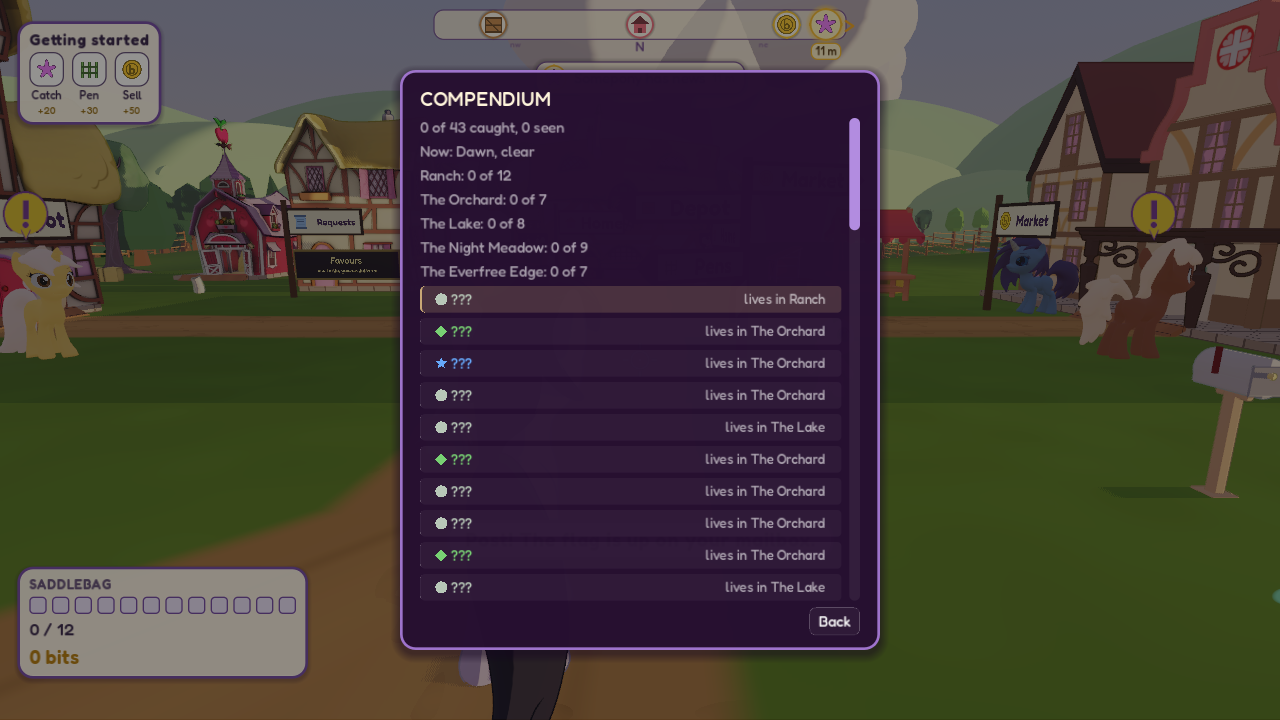 Getting started
Catch
Pen
Sell
+20
+30
+50
N
11 m
COMPENDIUM
0 of 43 caught, 0 seen
Now: Dawn, clear
Ranch: 0 of 12
The Orchard: 0 of 7
The Lake: 0 of 8
The Night Meadow: 0 of 9
The Everfree Edge: 0 of 7
??? lives in Ranch
??? lives in The Orchard
??? lives in The Orchard
??? lives in The Orchard
??? lives in The Lake
??? lives in The Orchard
??? lives in The Orchard
??? lives in The Orchard
??? lives in The Orchard
??? lives in The Lake
Back
Requests
Favours
Market
!
!
SADDLEBAG
0 / 12
0 bits